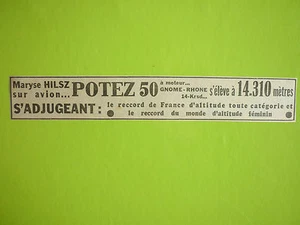 Maryse HILSZ
sur avion...
POTEZ 50
à moteur...
GNOME-RHONE
14-Krsd...
s'élève à 14.310 mètres
S'ADJUGEANT :
le reccord de France d'altitude toute catégorie et
le reccord du monde d'altitude féminin